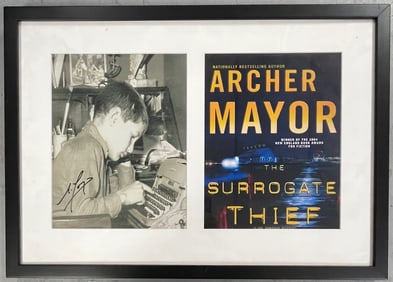 NATIONALLY BESTSELLING AUTHOR
ARCHER
MAYOR
WINNER OF THE 2004
NEW ENGLAND BOOK AWARD
FOR FICTION
THE
SURROGATE
THIEF